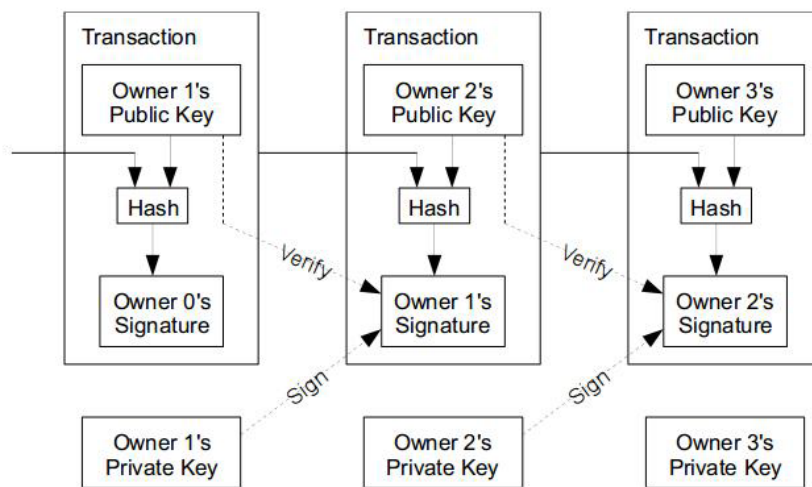 Transaction
Transaction
Transaction
Owner 1's
Public Key
Owner 2's
Public Key
Owner 3's
Public Key
Hash
Hash
Hash
Verify
Verify
Owner 0's
Signature
Owner 1's
Signature
Owner 2's
Signature
Sign
Sign
Owner 1's
Private Key
Owner 2's
Private Key
Owner 3's
Private Key